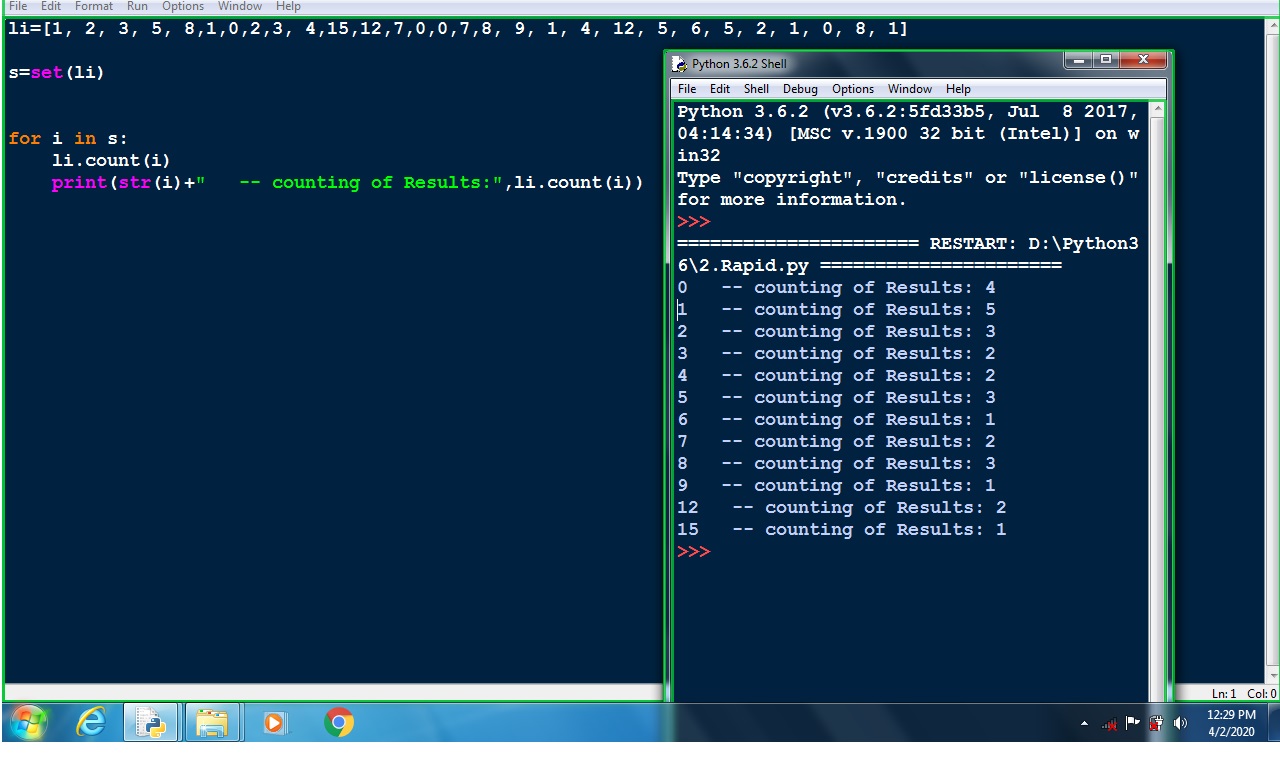 File Edit Format Run Options Window Help
li=[1, 2, 3, 5, 8,1,0,2,3, 4,15,12,7,0,0,7,8, 9, 1, 4, 12, 5, 6, 5, 2, 1, 0, 8, 1]
s=set(li)
for i in s:
    li.count(i)
    print(str(i)+"   -- counting of Results:",li.count(i))
Python 3.6.2 Shell
File Edit Shell Debug Options Window Help
Python 3.6.2 (v3.6.2:5fd33b5, Jul  8 2017,
04:14:34) [MSC v.1900 32 bit (Intel)] on w
in32
Type "copyright", "credits" or "license()"
for more information.
>>>
====================== RESTART: D:\Python3
6\2.Rapid.py ======================
0   -- counting of Results: 4
1   -- counting of Results: 5
2   -- counting of Results: 3
3   -- counting of Results: 2
4   -- counting of Results: 2
5   -- counting of Results: 3
6   -- counting of Results: 1
7   -- counting of Results: 2
8   -- counting of Results: 3
9   -- counting of Results: 1
12   -- counting of Results: 2
15   -- counting of Results: 1
>>>
Ln: 1 Col: 0
12:29 PM
4/2/2020